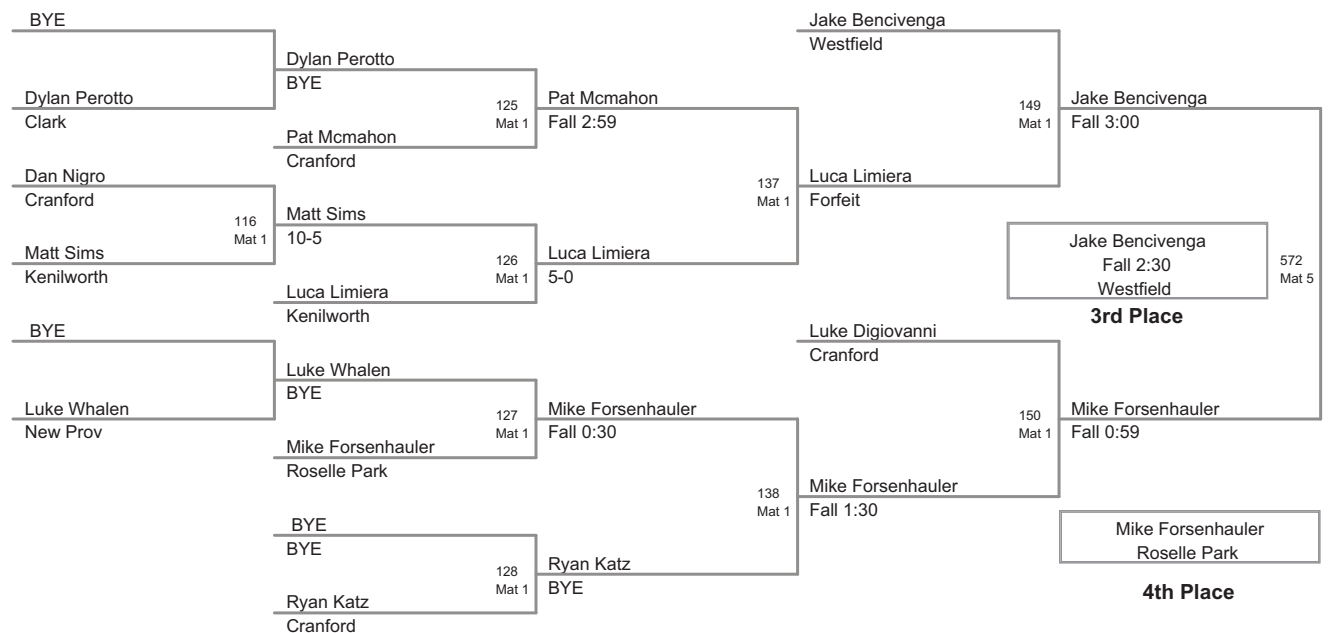 BYE
Dylan Perotto
Clark
Dan Nigro
Cranford
116
Mat 1
Matt Sims
Kenilworth
BYE
Luke Whalen
New Prov
Dylan Perotto
BYE
125
Mat 1
Pat Mcmahon
Cranford
Matt Sims
10-5
126
Mat 1
Luca Limiera
Kenilworth
Luke Whalen
BYE
127
Mat 1
Mike Forsenhauler
Roselle Park
BYE
BYE
128
Mat 1
Ryan Katz
Cranford
Pat Mcmahon
Fall 2:59
137
Mat 1
Luca Limiera
5-0
Mike Forsenhauler
Fall 0:30
138
Mat 1
Ryan Katz
BYE
Jake Bencivenga
Westfield
149
Mat 1
Luca Limiera
Forfeit
Luke Digiovanni
Cranford
150
Mat 1
Mike Forsenhauler
Fall 1:30
Jake Bencivenga
Fall 3:00
572
Mat 5
Mike Forsenhauler
Fall 0:59
Jake Bencivenga
Fall 2:30
Westfield
3rd Place
Mike Forsenhauler
Roselle Park
4th Place